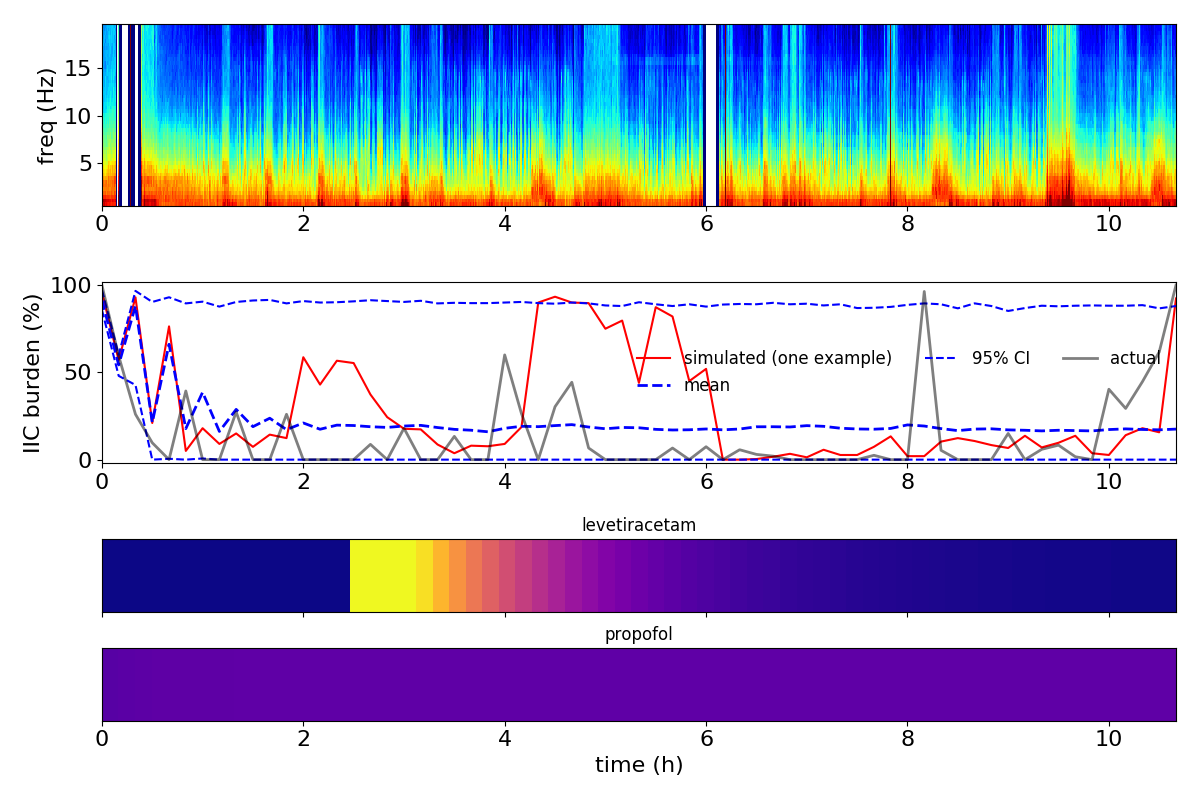 freq (Hz)
15
10
5
0 2 4 6 8 10
IIC burden (%)
100
50
0
simulated (one example) 95% CI actual
mean
0 2 4 6 8 10
levetiracetam
propofol
0 2 4 6 8 10
time (h)